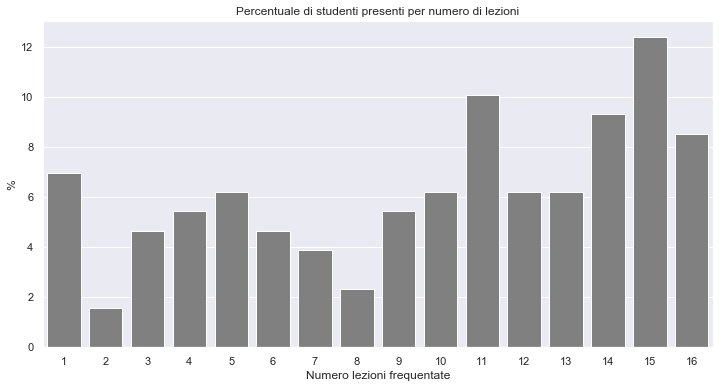 Percentuale di studenti presenti per numero di lezioni
12
10
8
6
4
2
0
%
1 2 3 4 5 6 7 8 9 10 11 12 13 14 15 16
Numero lezioni frequentate